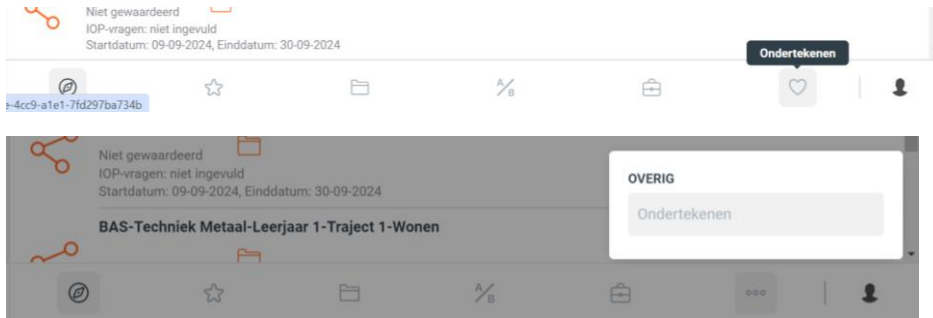 Niet gewaardeerd
IOP-vragen: niet ingevuld
Startdatum: 09-09-2024, Einddatum: 30-09-2024
Ondertekenen
A/B
e-4cc9-a1e1-7fd297ba734b
Niet gewaardeerd
IOP-vragen: niet ingevuld
Startdatum: 09-09-2024, Einddatum: 30-09-2024
OVERIG
Ondertekenen
BAS-Techniek Metaal-Leerjaar 1-Traject 1-Wonen
A/B